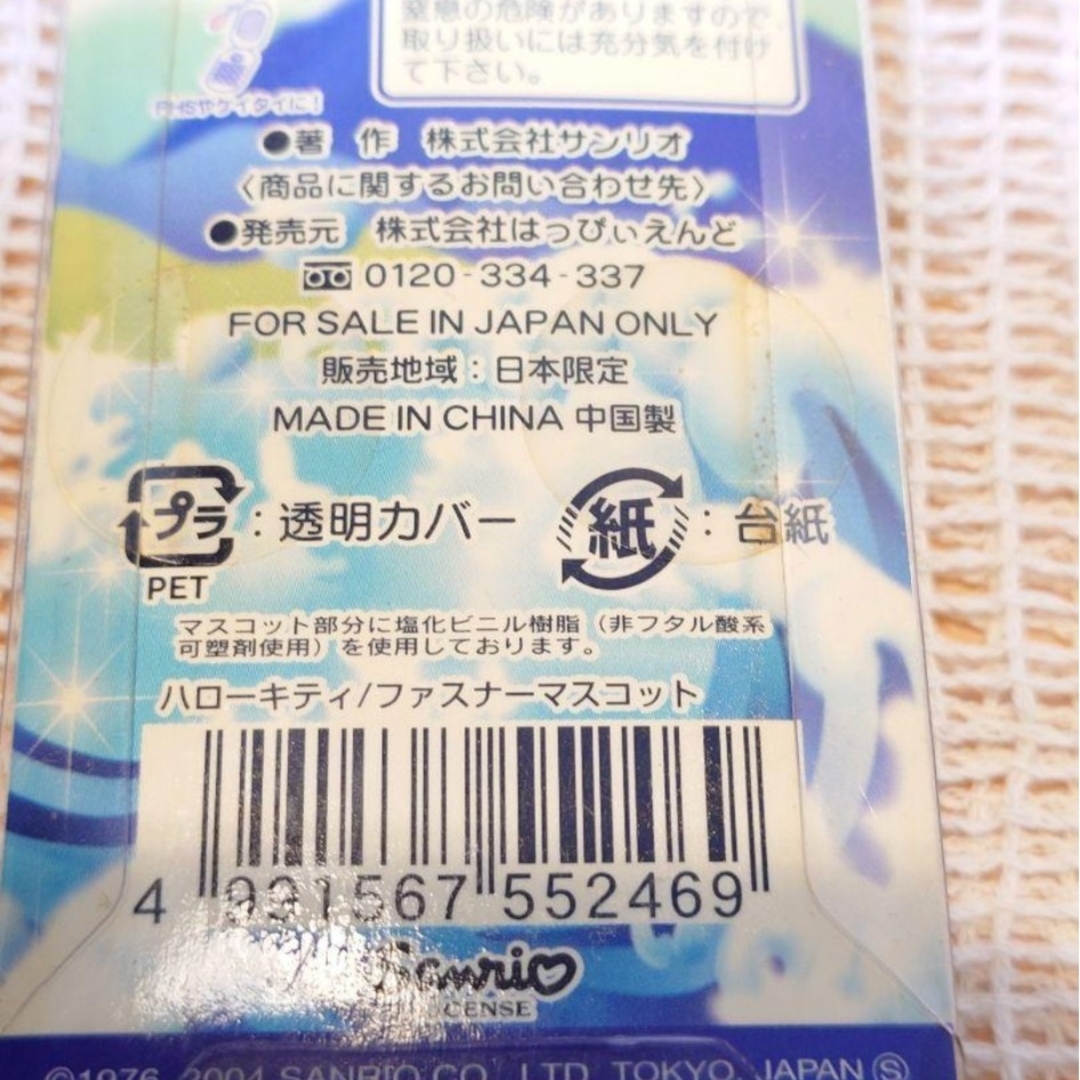 窒息の危険がありますので
取り扱いには充分気を付け
て下さい。
PHSやケイタイに!
●著 作 株式会社サンリオ
〈商品に関するお問い合わせ先〉
●発売元 株式会社はっぴぃえんど
0120-334-337
FOR SALE IN JAPAN ONLY
販売地域:日本限定
MADE IN CHINA 中国製
プラ:透明カバー
紙:台紙
PET
マスコット部分に塩化ビニル樹脂(非フタル酸系
可塑剤使用)を使用しております。
ハローキティ/ファスナーマスコット
4 991567 552469
Sanrio
LICENSE
©1976, 2004 SANRIO CO., LTD. TOKYO, JAPAN Ⓢ